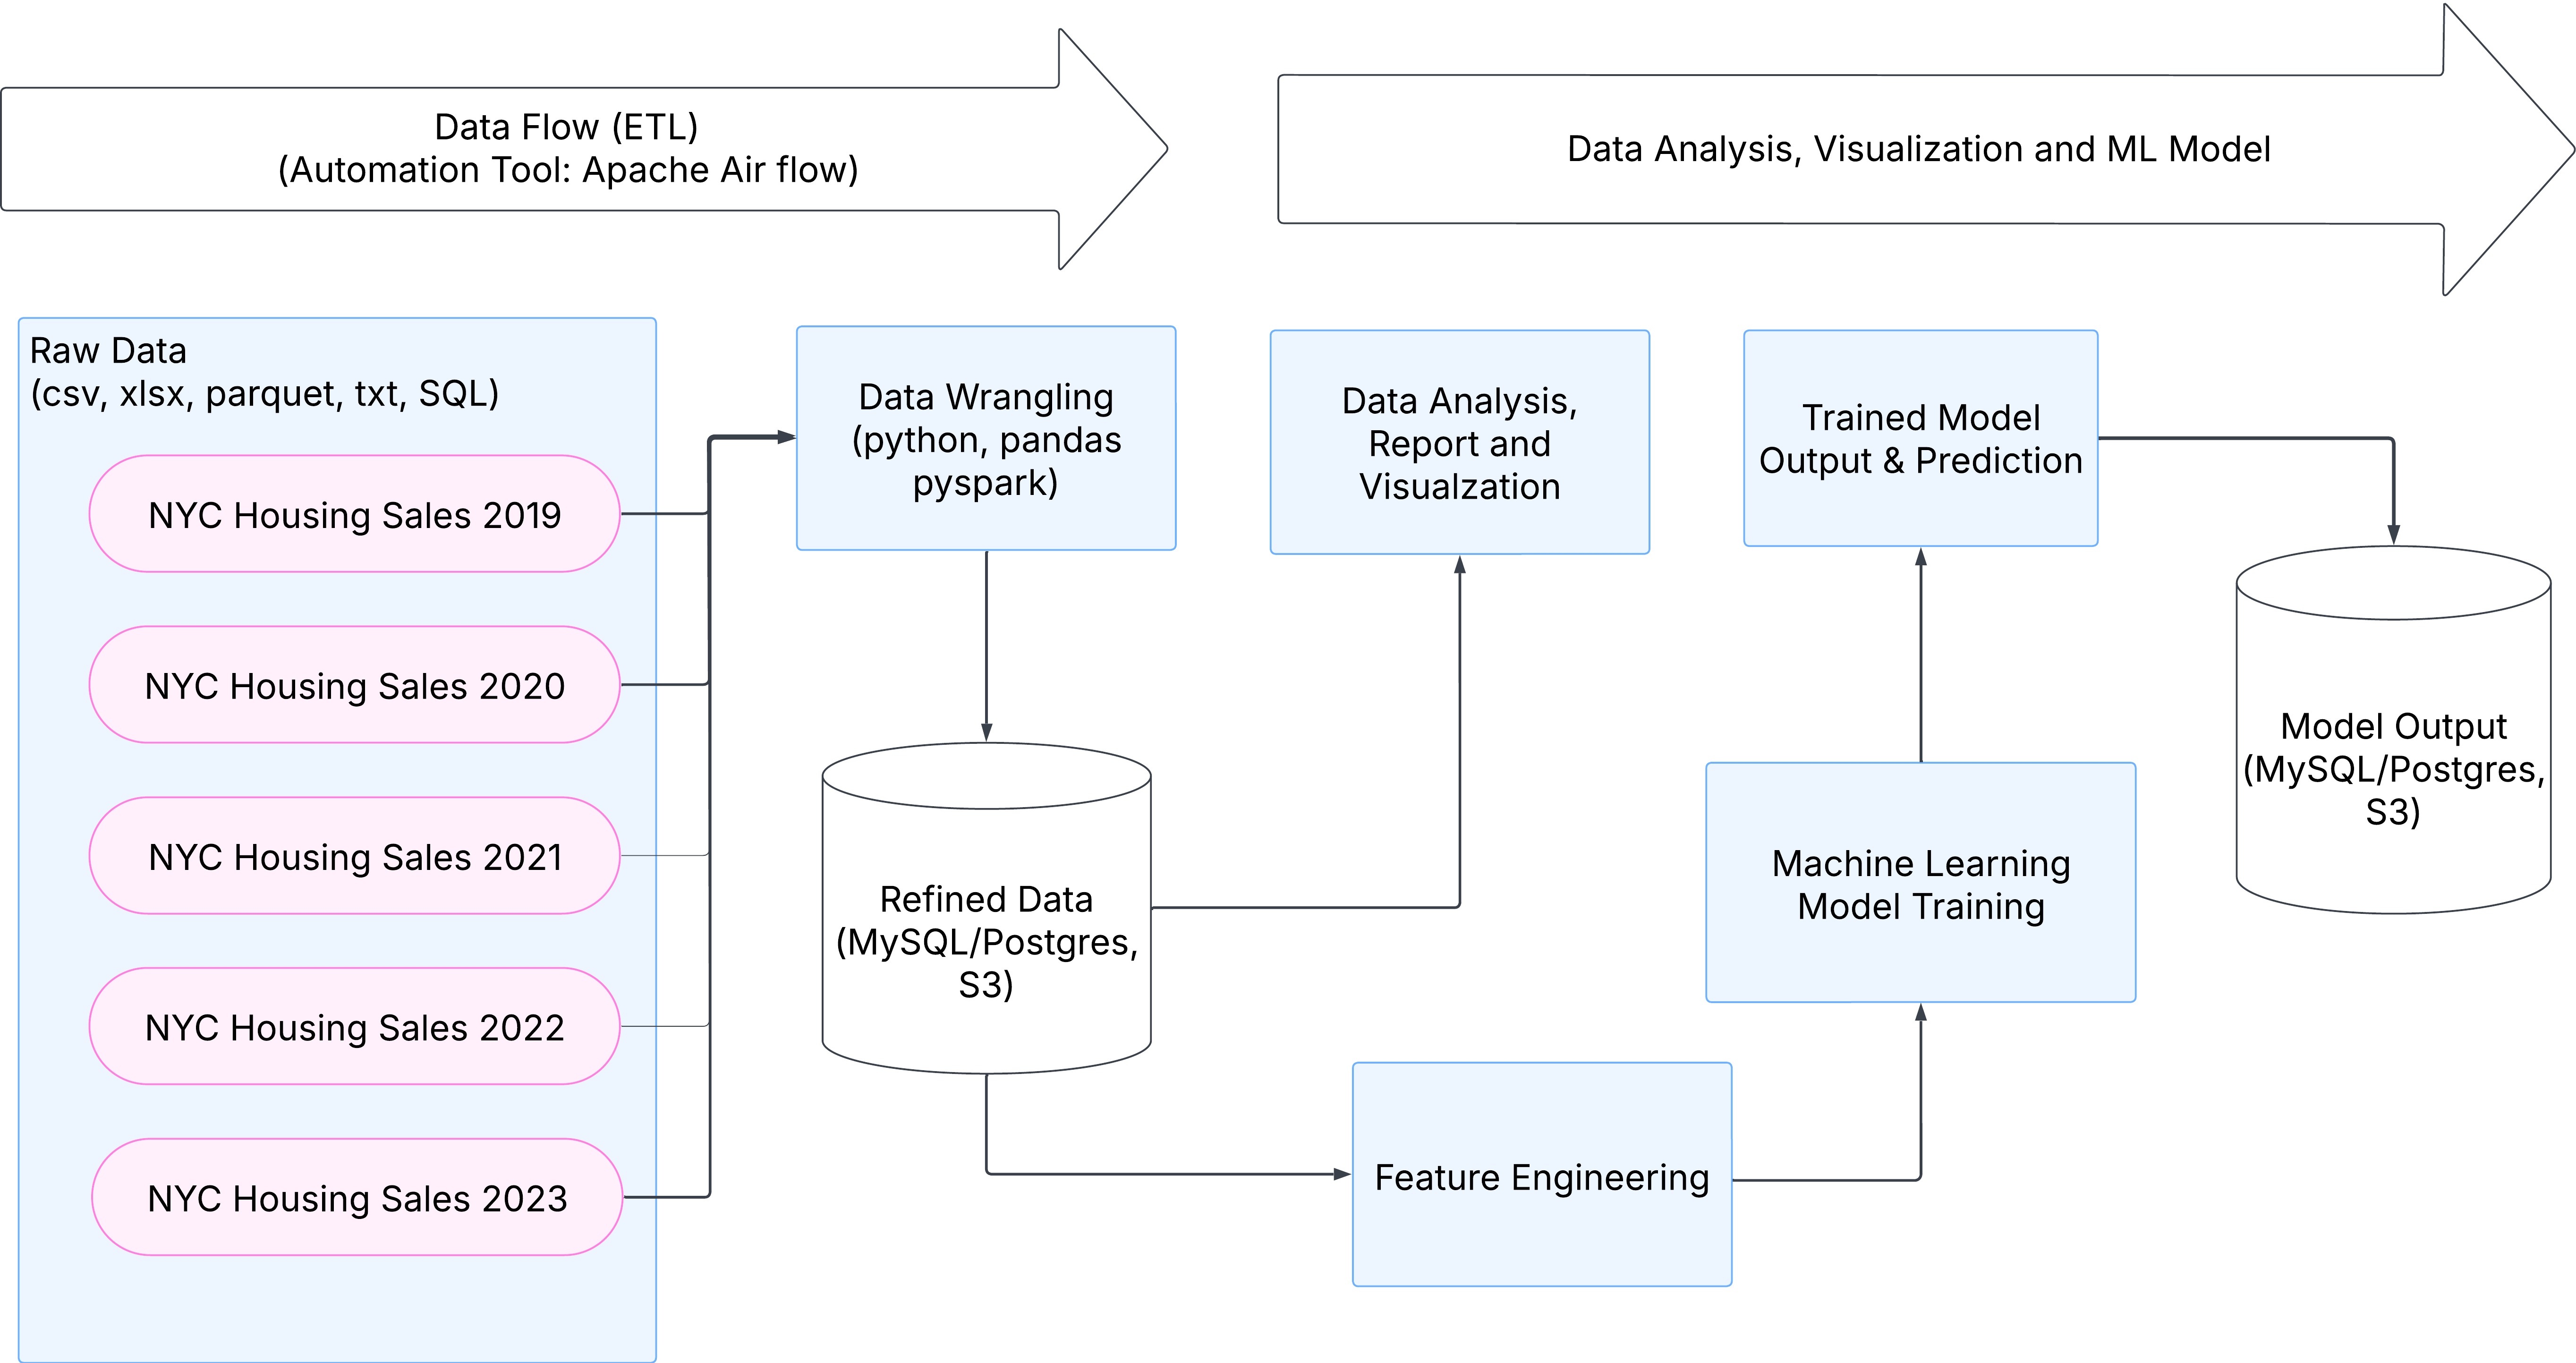 Data Flow (ETL)
(Automation Tool: Apache Air flow)
Data Analysis, Visualization and ML Model
Raw Data
(csv, xlsx, parquet, txt, SQL)
NYC Housing Sales 2019
NYC Housing Sales 2020
NYC Housing Sales 2021
NYC Housing Sales 2022
NYC Housing Sales 2023
Data Wrangling
(python, pandas
pyspark)
Refined Data
(MySQL/Postgres,
S3)
Data Analysis,
Report and
Visualzation
Feature Engineering
Machine Learning
Model Training
Trained Model
Output & Prediction
Model Output
(MySQL/Postgres,
S3)